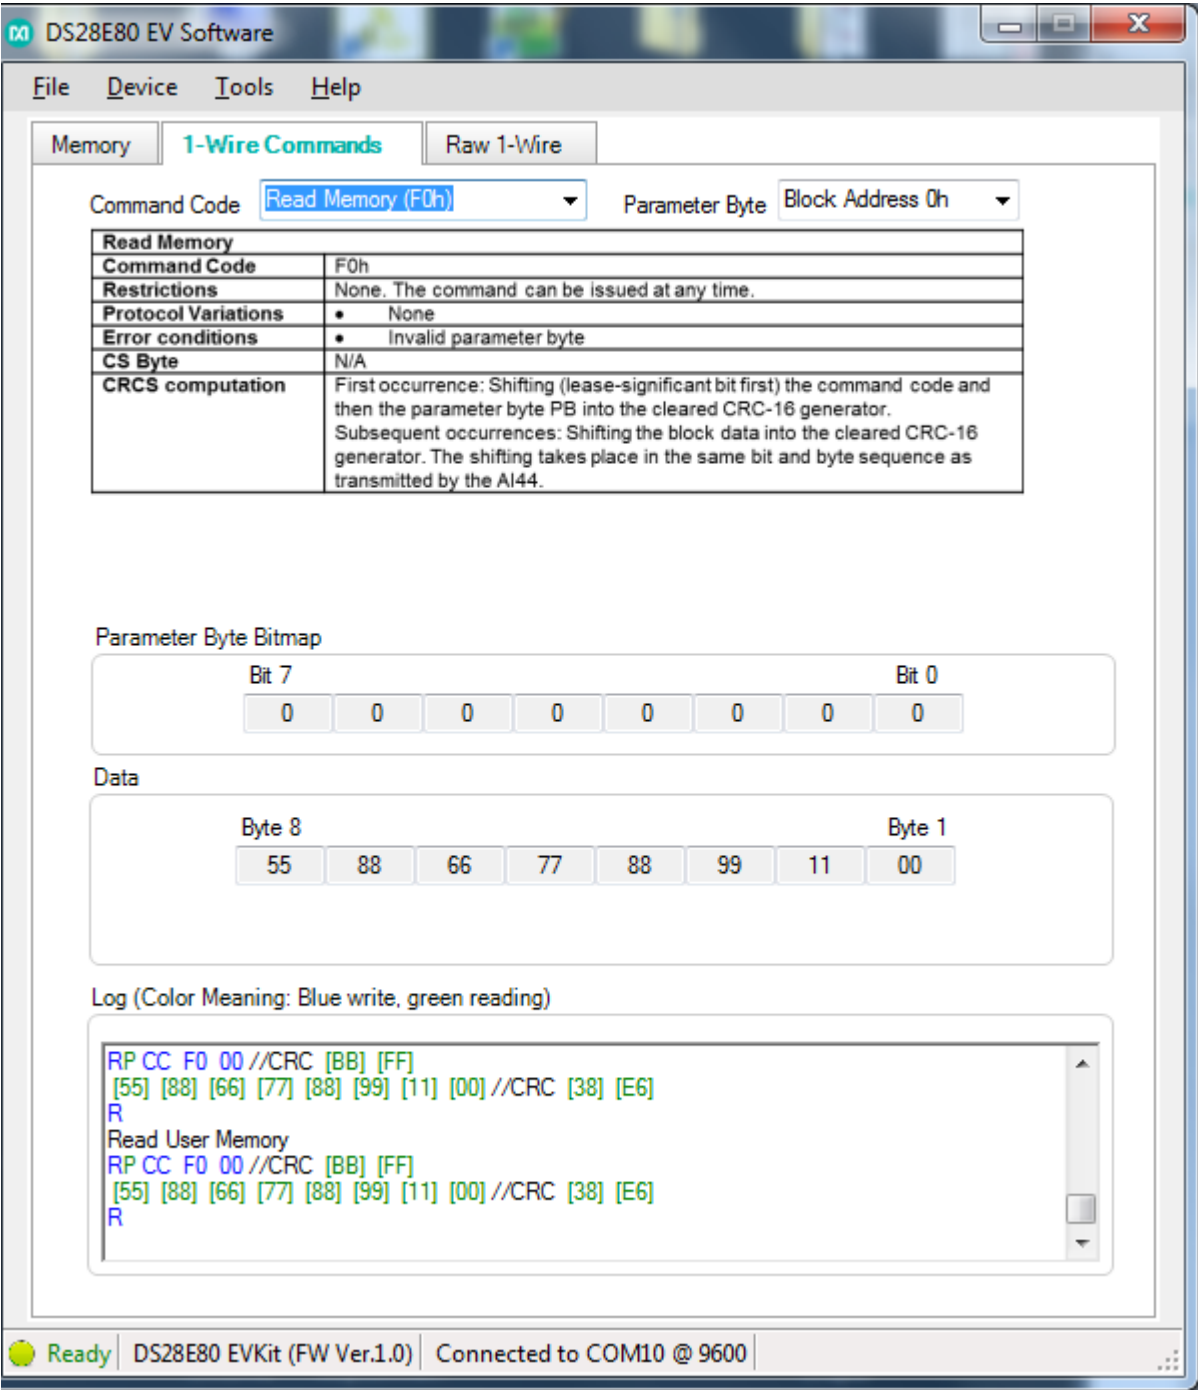 DS28E80 EV Software
File Device Tools Help
Memory 1-Wire Commands Raw 1-Wire
Command Code Read Memory (F0h) Parameter Byte Block Address 0h
Read Memory
Command Code F0h
Restrictions None. The command can be issued at any time.
Protocol Variations • None
Error conditions • Invalid parameter byte
CS Byte N/A
CRCS computation First occurrence: Shifting (lease-significant bit first) the command code and
then the parameter byte PB into the cleared CRC-16 generator.
Subsequent occurrences: Shifting the block data into the cleared CRC-16
generator. The shifting takes place in the same bit and byte sequence as
transmitted by the AI44.
Parameter Byte Bitmap
Bit 7 Bit 0
0 0 0 0 0 0 0 0
Data
Byte 8 Byte 1
55 88 66 77 88 99 11 00
Log (Color Meaning: Blue write, green reading)
RP CC F0 00 //CRC [BB] [FF]
[55] [88] [66] [77] [88] [99] [11] [00] //CRC [38] [E6]
R
Read User Memory
RP CC F0 00 //CRC [BB] [FF]
[55] [88] [66] [77] [88] [99] [11] [00] //CRC [38] [E6]
R
Ready DS28E80 EVKit (FW Ver.1.0) Connected to COM10 @ 9600